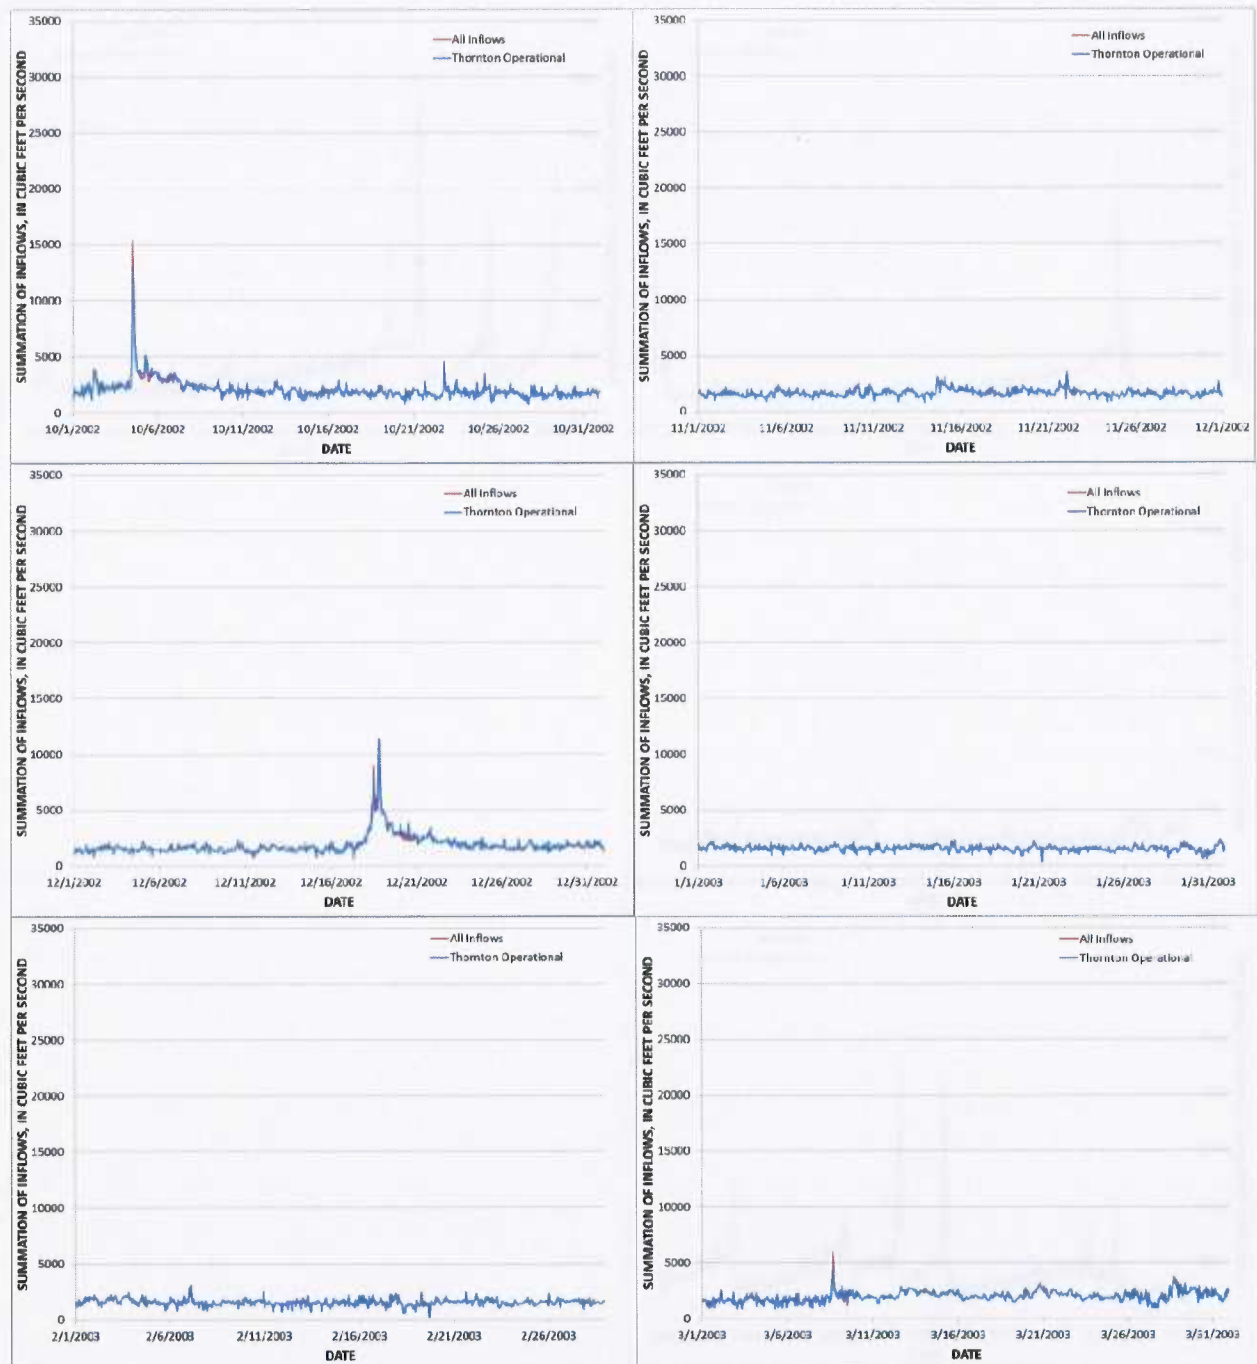 SUMMATION OF INFLOWS, IN CUBIC FEET PER SECOND
35000
30000
25000
20000
15000
10000
5000
0
All Inflows
Thornton Operational
10/1/2002 10/6/2002 10/11/2002 10/16/2002 10/21/2002 10/26/2002 10/31/2002
DATE
SUMMATION OF INFLOWS, IN CUBIC FEET PER SECOND
35000
30000
25000
20000
15000
10000
5000
0
All Inflows
Thornton Operational
11/1/2002 11/6/2002 11/11/2002 11/16/2002 11/21/2002 11/26/2002 12/1/2002
DATE
SUMMATION OF INFLOWS, IN CUBIC FEET PER SECOND
35000
30000
25000
20000
15000
10000
5000
0
All Inflows
Thornton Operational
12/1/2002 12/6/2002 12/11/2002 12/16/2002 12/21/2002 12/26/2002 12/31/2002
DATE
SUMMATION OF INFLOWS, IN CUBIC FEET PER SECOND
35000
30000
25000
20000
15000
10000
5000
0
All Inflows
Thornton Operational
1/1/2003 1/6/2003 1/11/2003 1/16/2003 1/21/2003 1/26/2003 1/31/2003
DATE
SUMMATION OF INFLOWS, IN CUBIC FEET PER SECOND
35000
30000
25000
20000
15000
10000
5000
0
All Inflows
Thornton Operational
2/1/2003 2/6/2003 2/11/2003 2/16/2003 2/21/2003 2/26/2003
DATE
SUMMATION OF INFLOWS, IN CUBIC FEET PER SECOND
35000
30000
25000
20000
15000
10000
5000
0
All Inflows
Thornton Operational
3/1/2003 3/6/2003 3/11/2003 3/16/2003 3/21/2003 3/26/2003 3/31/2003
DATE